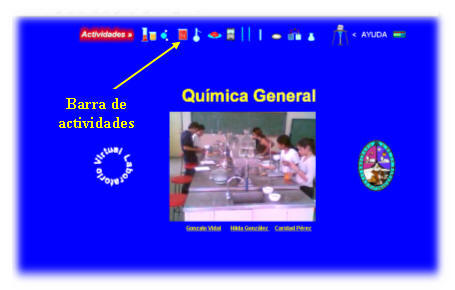 Actividades »
< AYUDA
Química General
Barra de
actividades
Laboratorio Virtual
Gonzalo Vidal Hilda González Caridad Pérez